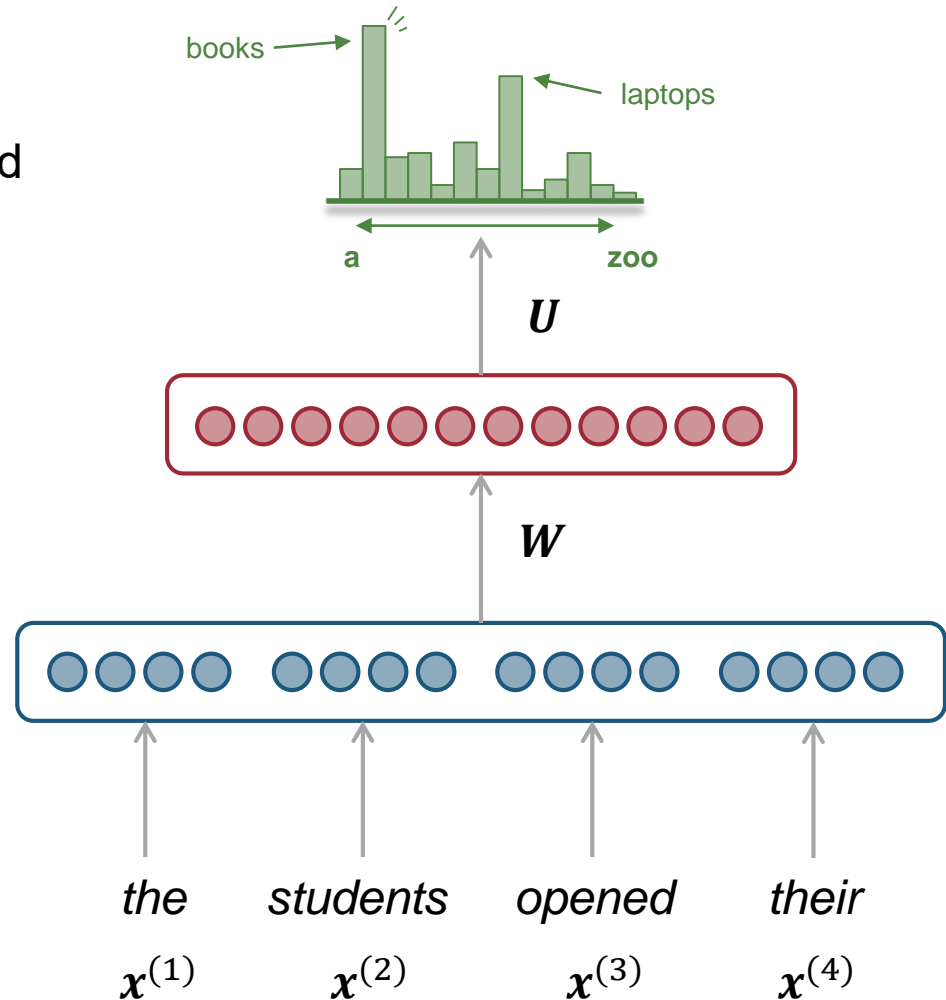 books
laptops
d
a zoo
U
W
the students opened their
x⁽¹⁾ x⁽²⁾ x⁽³⁾ x⁽⁴⁾